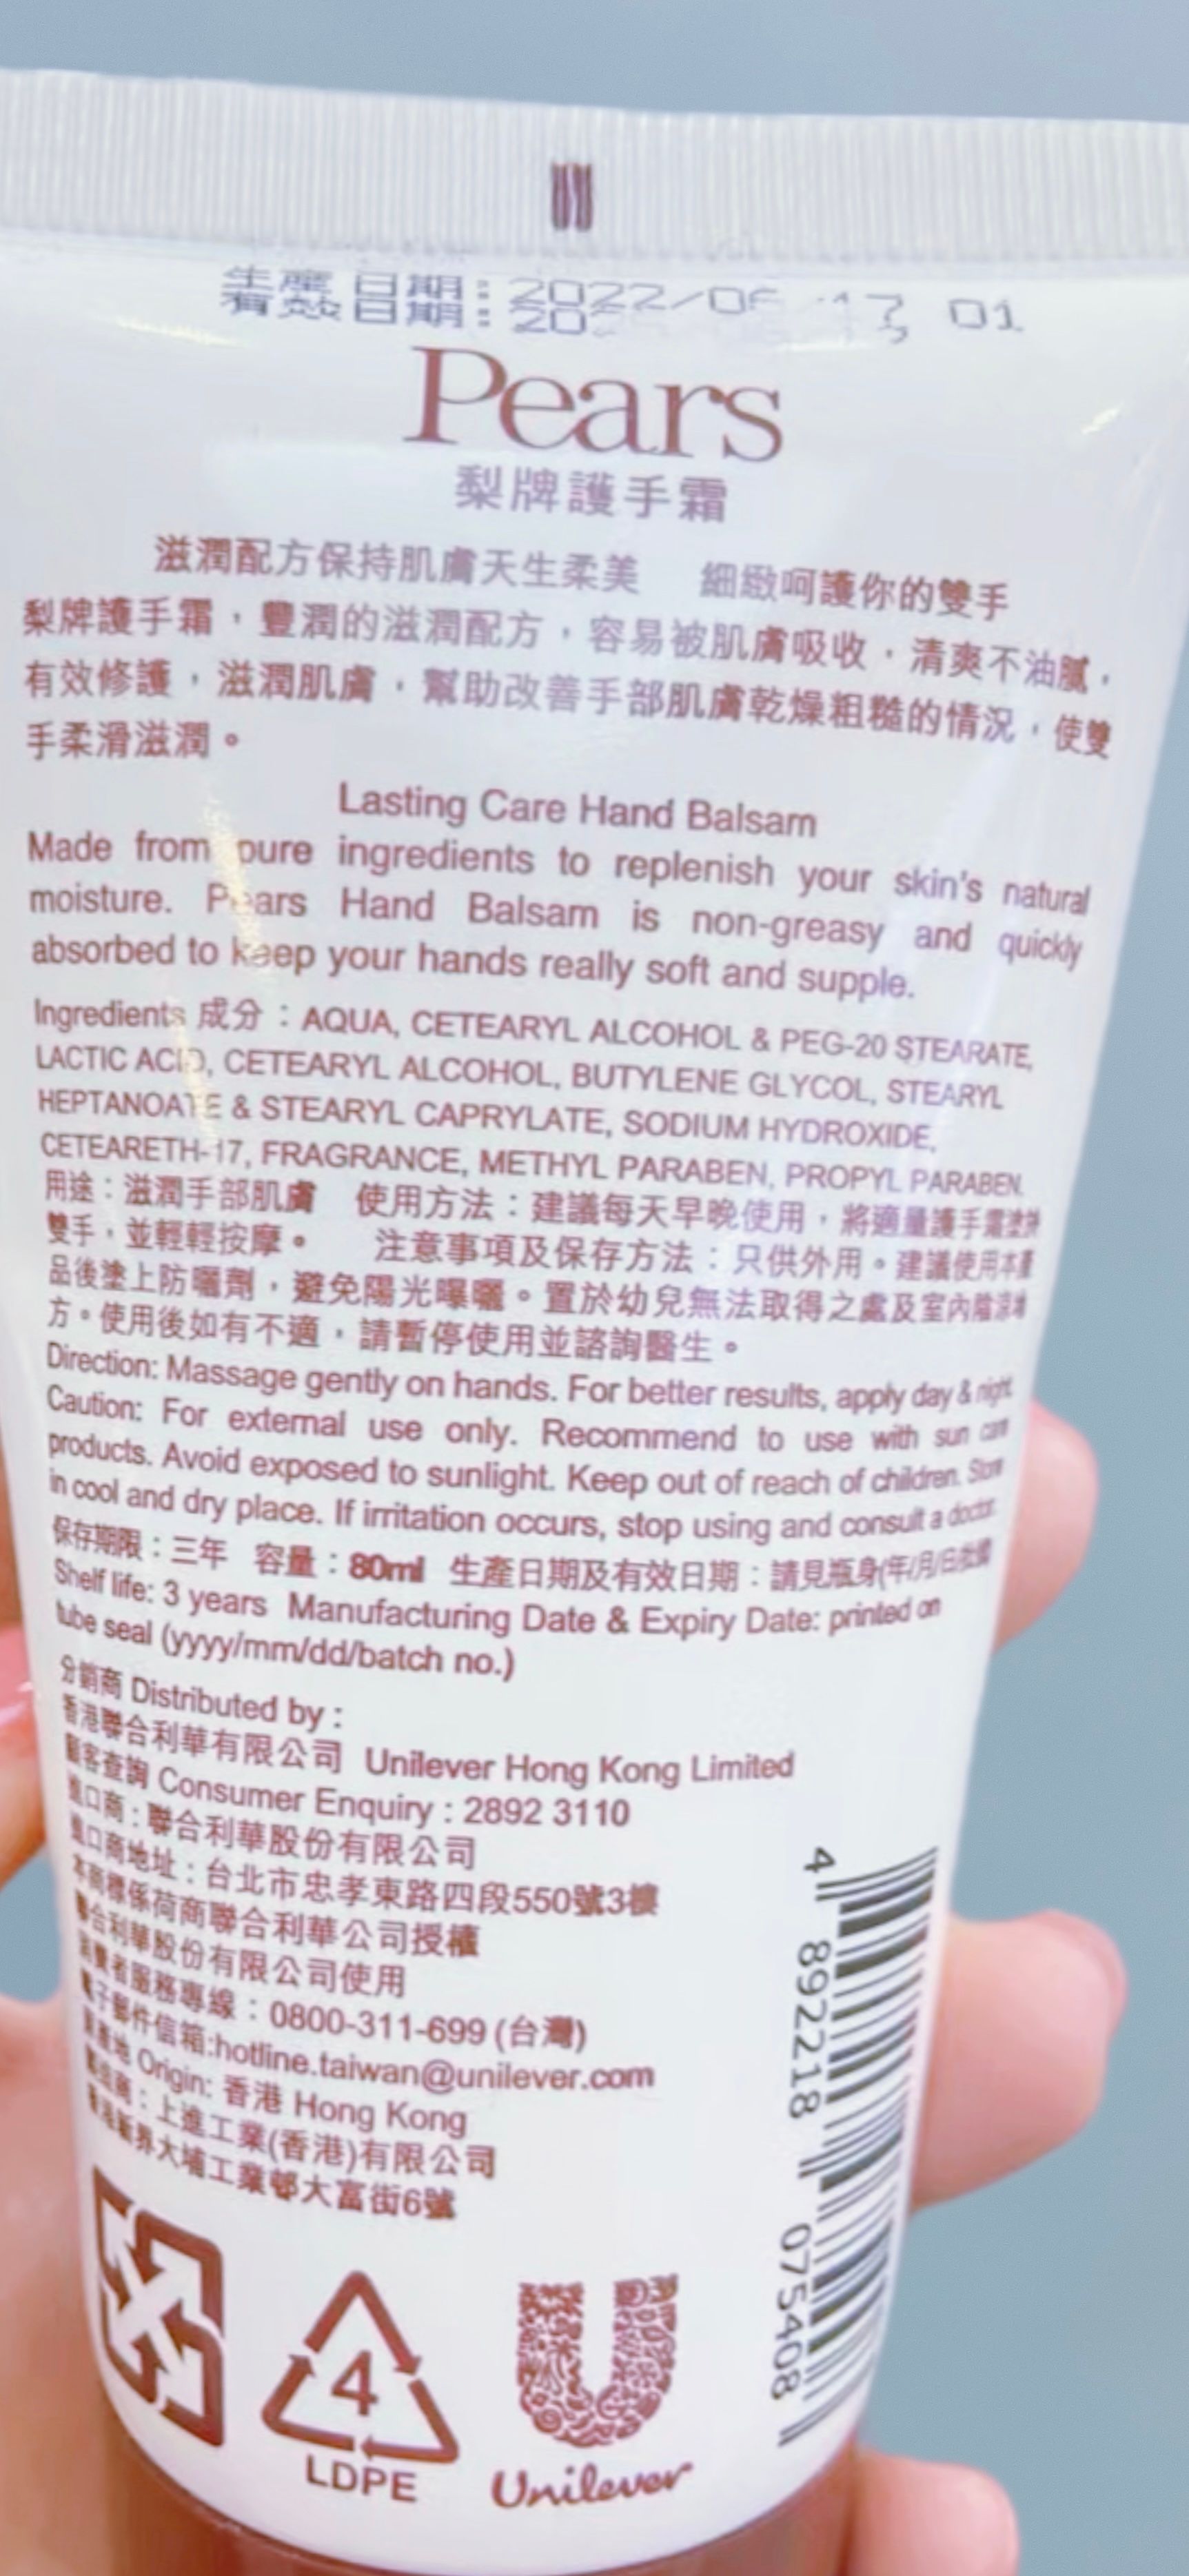 生產日期:2022/06 17 01
有效日期:20
Pears
梨牌護手霜
滋潤配方保持肌膚天生柔美 細緻呵護你的雙手
梨牌護手霜，豐潤的滋潤配方，容易被肌膚吸收，清爽不油膩，
有效修護，滋潤肌膚，幫助改善手部肌膚乾燥粗糙的情況，使雙
手柔滑滋潤。
Lasting Care Hand Balsam
Made from pure ingredients to replenish your skin's natural
moisture. Pears Hand Balsam is non-greasy and quickly
absorbed to keep your hands really soft and supple.
Ingredients 成分：AQUA, CETEARYL ALCOHOL & PEG-20 STEARATE,
LACTIC ACID, CETEARYL ALCOHOL, BUTYLENE GLYCOL, STEARYL
HEPTANOATE & STEARYL CAPRYLATE, SODIUM HYDROXIDE,
CETEARETH-17, FRAGRANCE, METHYL PARABEN, PROPYL PARABEN.
用途：滋潤手部肌膚 使用方法：建議每天早晚使用，將適量護手霜塗抹
雙手，並輕輕按摩。 注意事項及保存方法：只供外用。建議使用本產
品後塗上防曬劑，避免陽光曝曬。置於幼兒無法取得之處及室內陰涼地
方。使用後如有不適，請暫停使用並諮詢醫生。
Direction: Massage gently on hands. For better results, apply day & night.
Caution: For external use only. Recommend to use with sun care
products. Avoid exposed to sunlight. Keep out of reach of children. Store
in cool and dry place. If irritation occurs, stop using and consult a doctor.
保存期限：三年 容量：80ml 生產日期及有效日期：請見瓶身(年/月/日/批號
Shelf life: 3 years Manufacturing Date & Expiry Date: printed on
tube seal (yyyy/mm/dd/batch no.)
分銷商 Distributed by :
香港聯合利華有限公司 Unilever Hong Kong Limited
顧客查詢 Consumer Enquiry : 2892 3110
進口商：聯合利華股份有限公司
進口商地址：台北市忠孝東路四段550號3樓
本商標係荷商聯合利華公司授權
聯合利華股份有限公司使用
消費者服務專線：0800-311-699 (台灣)
電子郵件信箱:hotline.taiwan@unilever.com
原產地 Origin: 香港 Hong Kong
製造商：上進工業(香港)有限公司
香港新界大埔工業邨大富街6號
4 892218 075408
4
LDPE
Unilever